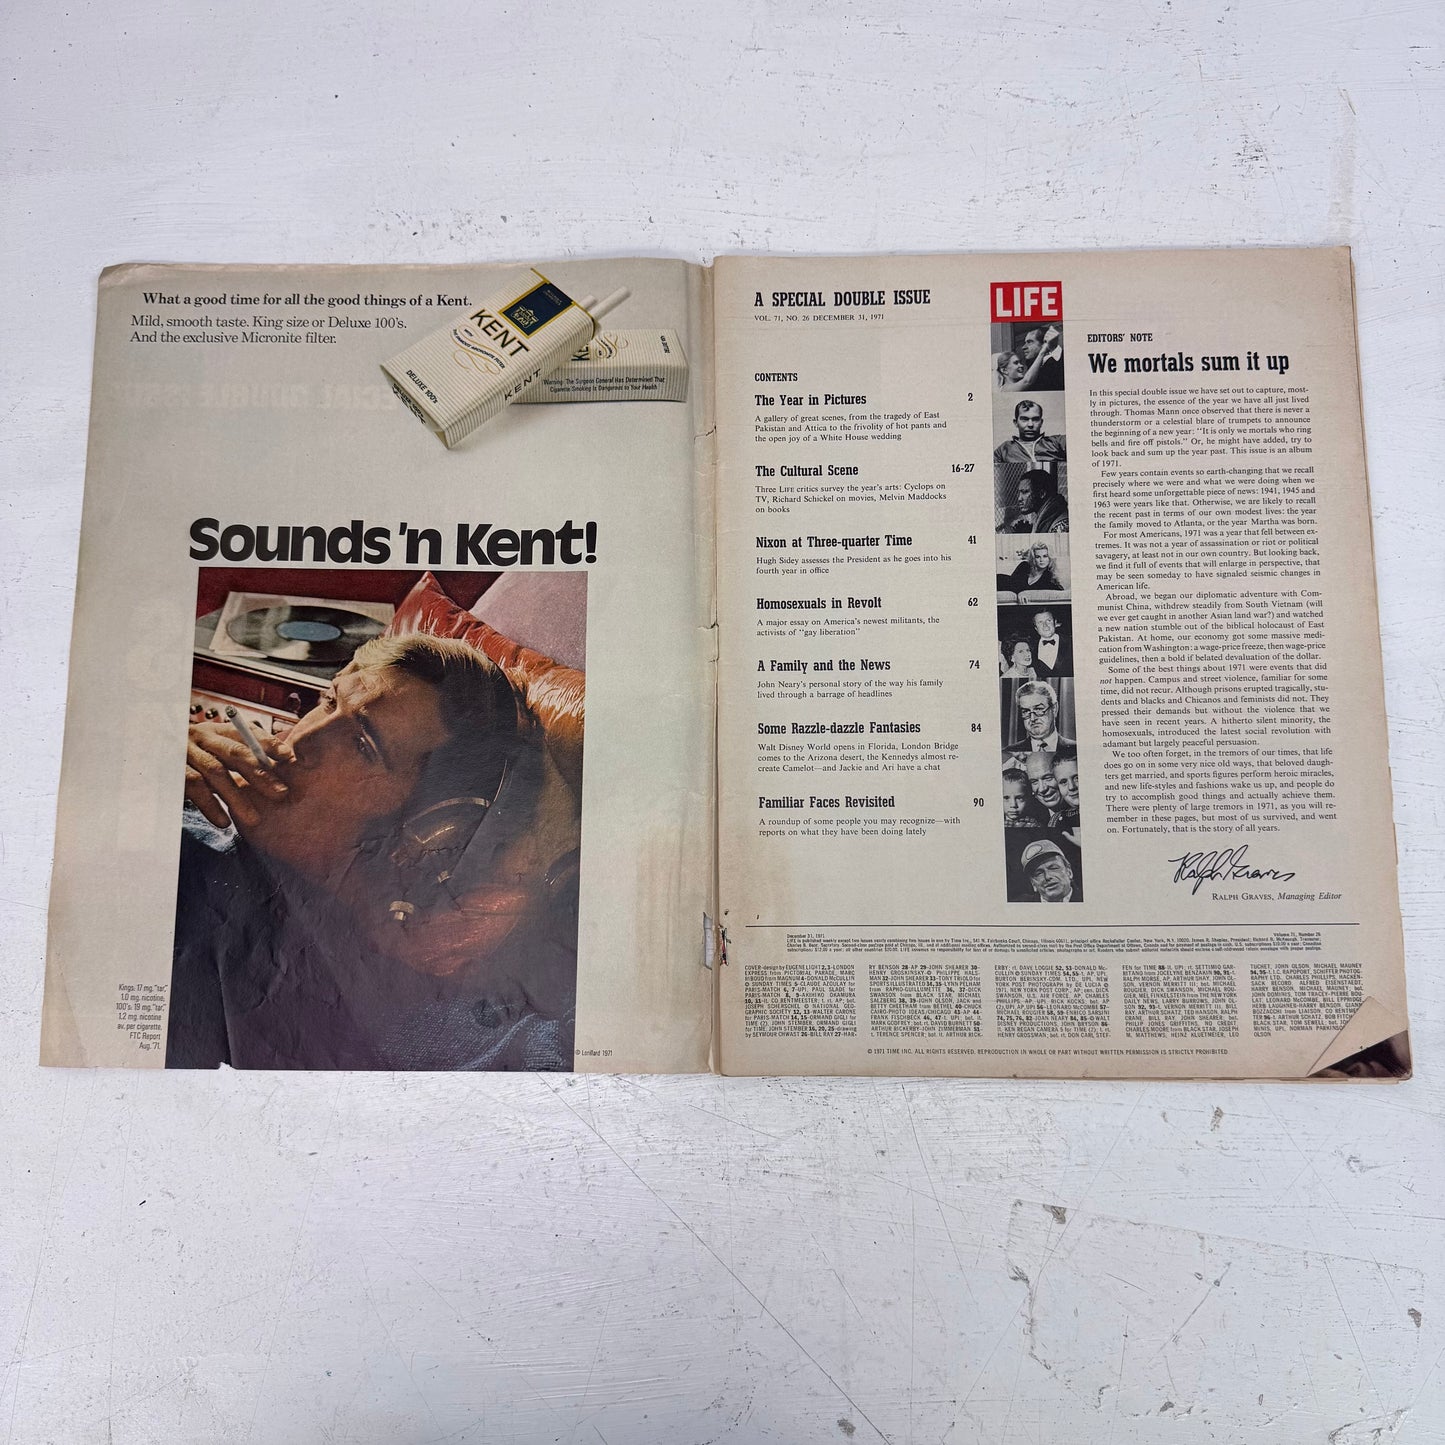 What a good time for all the good things of a Kent.
Mild, smooth taste. King size or Deluxe 100's.
And the exclusive Micronite filter.
KENT
DELUXE 100's
KENT
Warning: The Surgeon General Has Determined That
Cigarette Smoking Is Dangerous to Your Health
Sounds 'n Kent!
Kings: 17 mg. "tar,"
1.0 mg. nicotine;
100's: 19 mg. "tar,"
1.2 mg. nicotine
av. per cigarette,
FTC Report
Aug. '71.
© Lorillard 1971
A SPECIAL DOUBLE ISSUE
VOL. 71, NO. 26 DECEMBER 31, 1971
CONTENTS
The Year in Pictures 2
A gallery of great scenes, from the tragedy of East
Pakistan and Attica to the frivolity of hot pants and
the open joy of a White House wedding
The Cultural Scene 16-27
Three LIFE critics survey the year's arts: Cyclops on
TV, Richard Schickel on movies, Melvin Maddocks
on books
Nixon at Three-quarter Time 41
Hugh Sidey assesses the President as he goes into his
fourth year in office
Homosexuals in Revolt 62
A major essay on America's newest militants, the
activists of "gay liberation"
A Family and the News 74
John Neary's personal story of the way his family
lived through a barrage of headlines
Some Razzle-dazzle Fantasies 84
Walt Disney World opens in Florida, London Bridge
comes to the Arizona desert, the Kennedys almost re-
create Camelot—and Jackie and Ari have a chat
Familiar Faces Revisited 90
A roundup of some people you may recognize—with
reports on what they have been doing lately
LIFE
EDITORS' NOTE
We mortals sum it up
In this special double issue we have set out to capture, most-
ly in pictures, the essence of the year we have all just lived
through. Thomas Mann once observed that there is never a
thunderstorm or a celestial blare of trumpets to announce
the beginning of a new year: "It is only we mortals who ring
bells and fire off pistols." Or, he might have added, try to
look back and sum up the year past. This issue is an album
of 1971.
Few years contain events so earth-changing that we recall
precisely where we were and what we were doing when we
first heard some unforgettable piece of news: 1941, 1945 and
1963 were years like that. Otherwise, we are likely to recall
the recent past in terms of our own modest lives: the year
the family moved to Atlanta, or the year Martha was born.
For most Americans, 1971 was a year that fell between ex-
tremes. It was not a year of assassination or riot or political
savagery, at least not in our own country. But looking back,
we find it full of events that will enlarge in perspective, that
may be seen someday to have signaled seismic changes in
American life.
Abroad, we began our diplomatic adventure with Com-
munist China, withdrew steadily from South Vietnam (will
we ever get caught in another Asian land war?) and watched
a new nation stumble out of the biblical holocaust of East
Pakistan. At home, our economy got some massive medi-
cation from Washington: a wage-price freeze, then wage-price
guidelines, then a bold if belated devaluation of the dollar.
Some of the best things about 1971 were events that did
not happen. Campus and street violence, familiar for some
time, did not recur. Although prisons erupted tragically, stu-
dents and blacks and Chicanos and feminists did not. They
pressed their demands but without the violence that we
have seen in recent years. A hitherto silent minority, the
homosexuals, introduced the latest social revolution with
adamant but largely peaceful persuasion.
We too often forget, in the tremors of our times, that life
does go on in some very nice old ways, that beloved daugh-
ters get married, and sports figures perform heroic miracles,
and new life-styles and fashions wake us up, and people do
try to accomplish good things and actually achieve them.
There were plenty of large tremors in 1971, as you will re-
member in these pages, but most of us survived, and went
on. Fortunately, that is the story of all years.
Ralph Graves
RALPH GRAVES, Managing Editor
December 31, 1971
Volume 71, Number 26
© 1971 TIME INC. ALL RIGHTS RESERVED. REPRODUCTION IN WHOLE OR PART WITHOUT WRITTEN PERMISSION IS STRICTLY PROHIBITED.